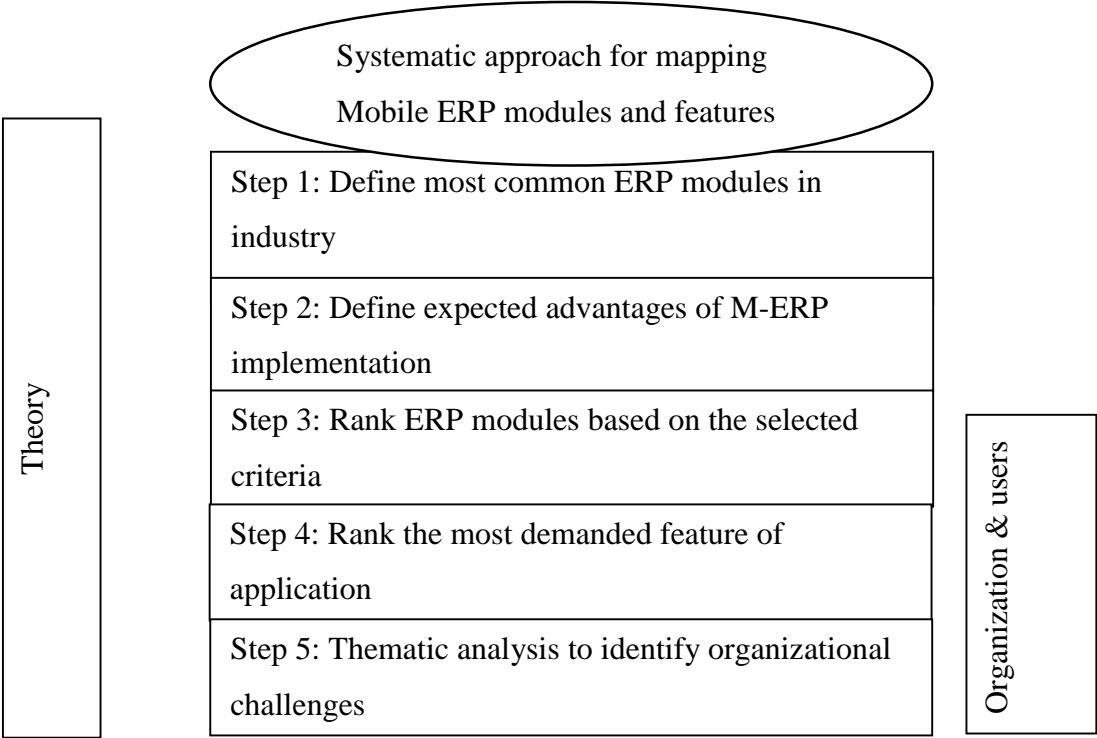 Systematic approach for mapping
Mobile ERP modules and features
Theory
Step 1: Define most common ERP modules in
industry
Step 2: Define expected advantages of M-ERP
implementation
Step 3: Rank ERP modules based on the selected
criteria
Step 4: Rank the most demanded feature of
application
Step 5: Thematic analysis to identify organizational
challenges
Organization & users